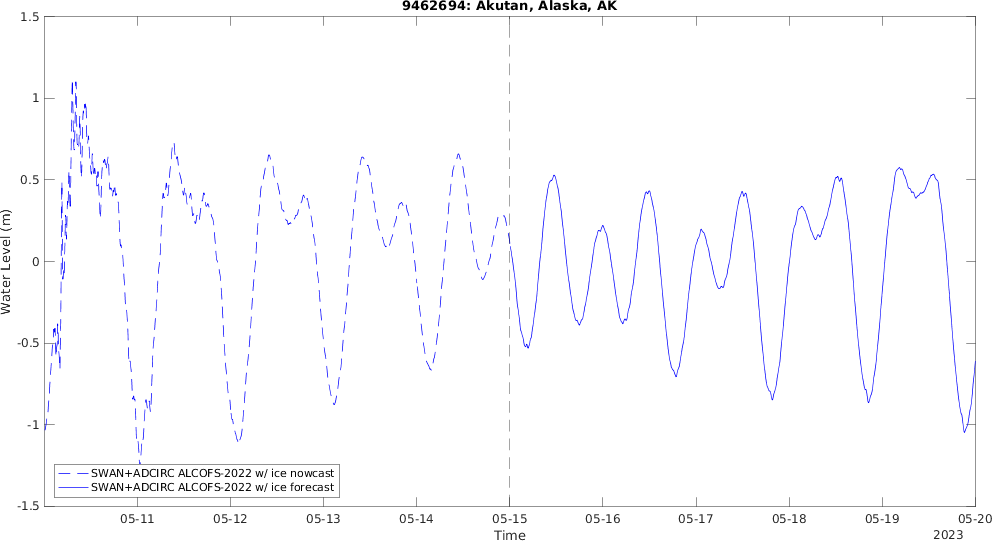 9462694: Akutan, Alaska, AK
1.5
1
0.5
0
-0.5
-1
-1.5
Water Level (m)
SWAN+ADCIRC ALCOFS-2022 w/ ice nowcast
SWAN+ADCIRC ALCOFS-2022 w/ ice forecast
05-11 05-12 05-13 05-14 05-15 05-16 05-17 05-18 05-19 05-20
Time
2023